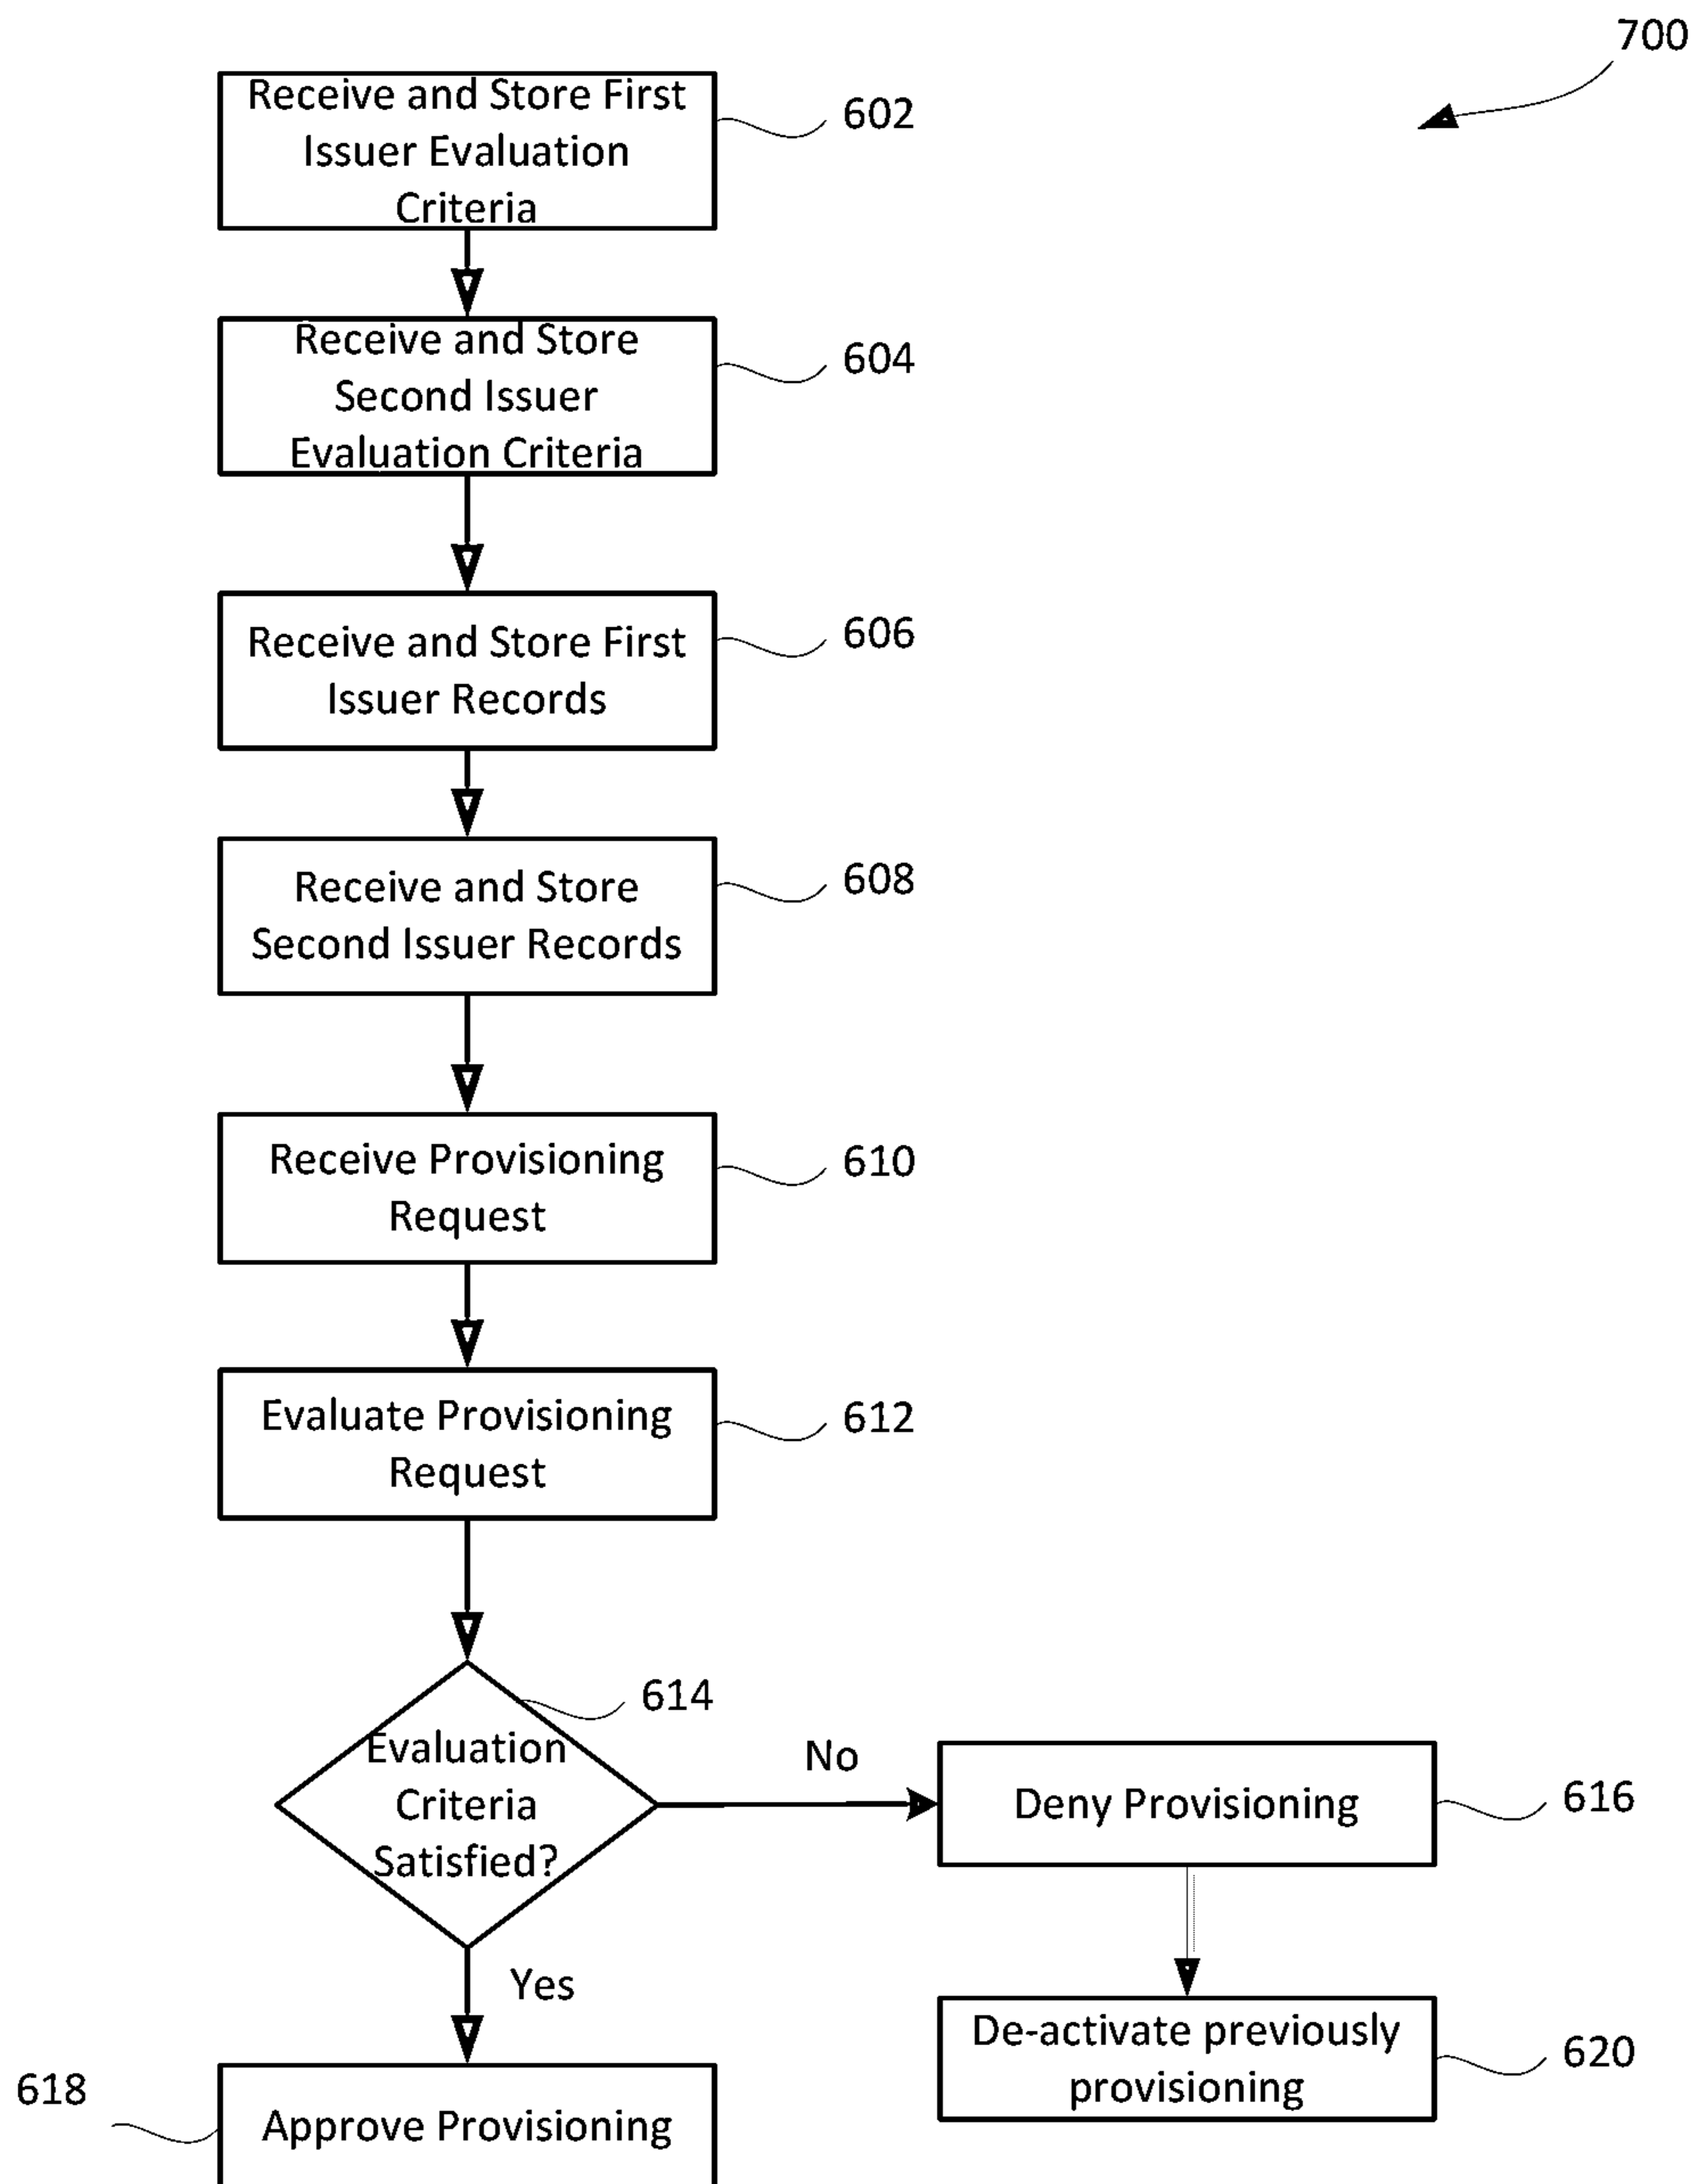 700
Receive and Store First
Issuer Evaluation
Criteria
602
Receive and Store
Second Issuer
Evaluation Criteria
604
Receive and Store First
Issuer Records
606
Receive and Store
Second Issuer Records
608
Receive Provisioning
Request
610
Evaluate Provisioning
Request
612
614
Evaluation
Criteria
Satisfied?
No
Deny Provisioning
616
Yes
De-activate previously
provisioning
620
618
Approve Provisioning